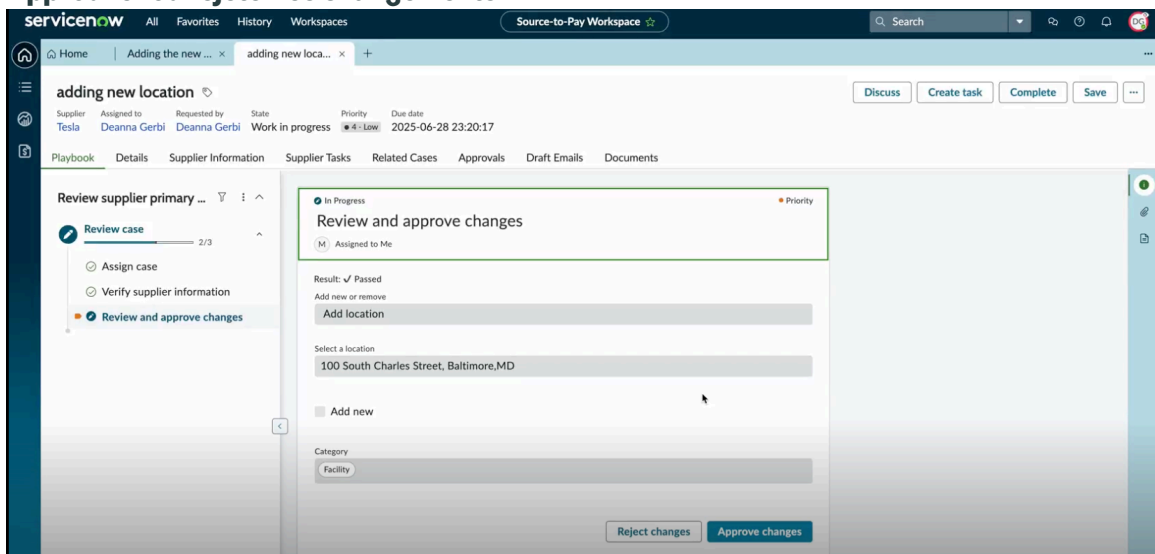 servicenow All Favorites History Workspaces Source-to-Pay Workspace Search DG
Home Adding the new ... × adding new loca... × +
adding new location
Discuss Create task Complete Save
Supplier Assigned to Requested by State Priority Due date
Tesla Deanna Gerbi Deanna Gerbi Work in progress 4 - Low 2025-06-28 23:20:17
Playbook Details Supplier Information Supplier Tasks Related Cases Approvals Draft Emails Documents
Review supplier primary ...
Review case
2/3
Assign case
Verify supplier information
Review and approve changes
In Progress Priority
Review and approve changes
M Assigned to Me
Result: ✓ Passed
Add new or remove
Add location
Select a location
100 South Charles Street, Baltimore,MD
Add new
Category
Facility
Reject changes Approve changes